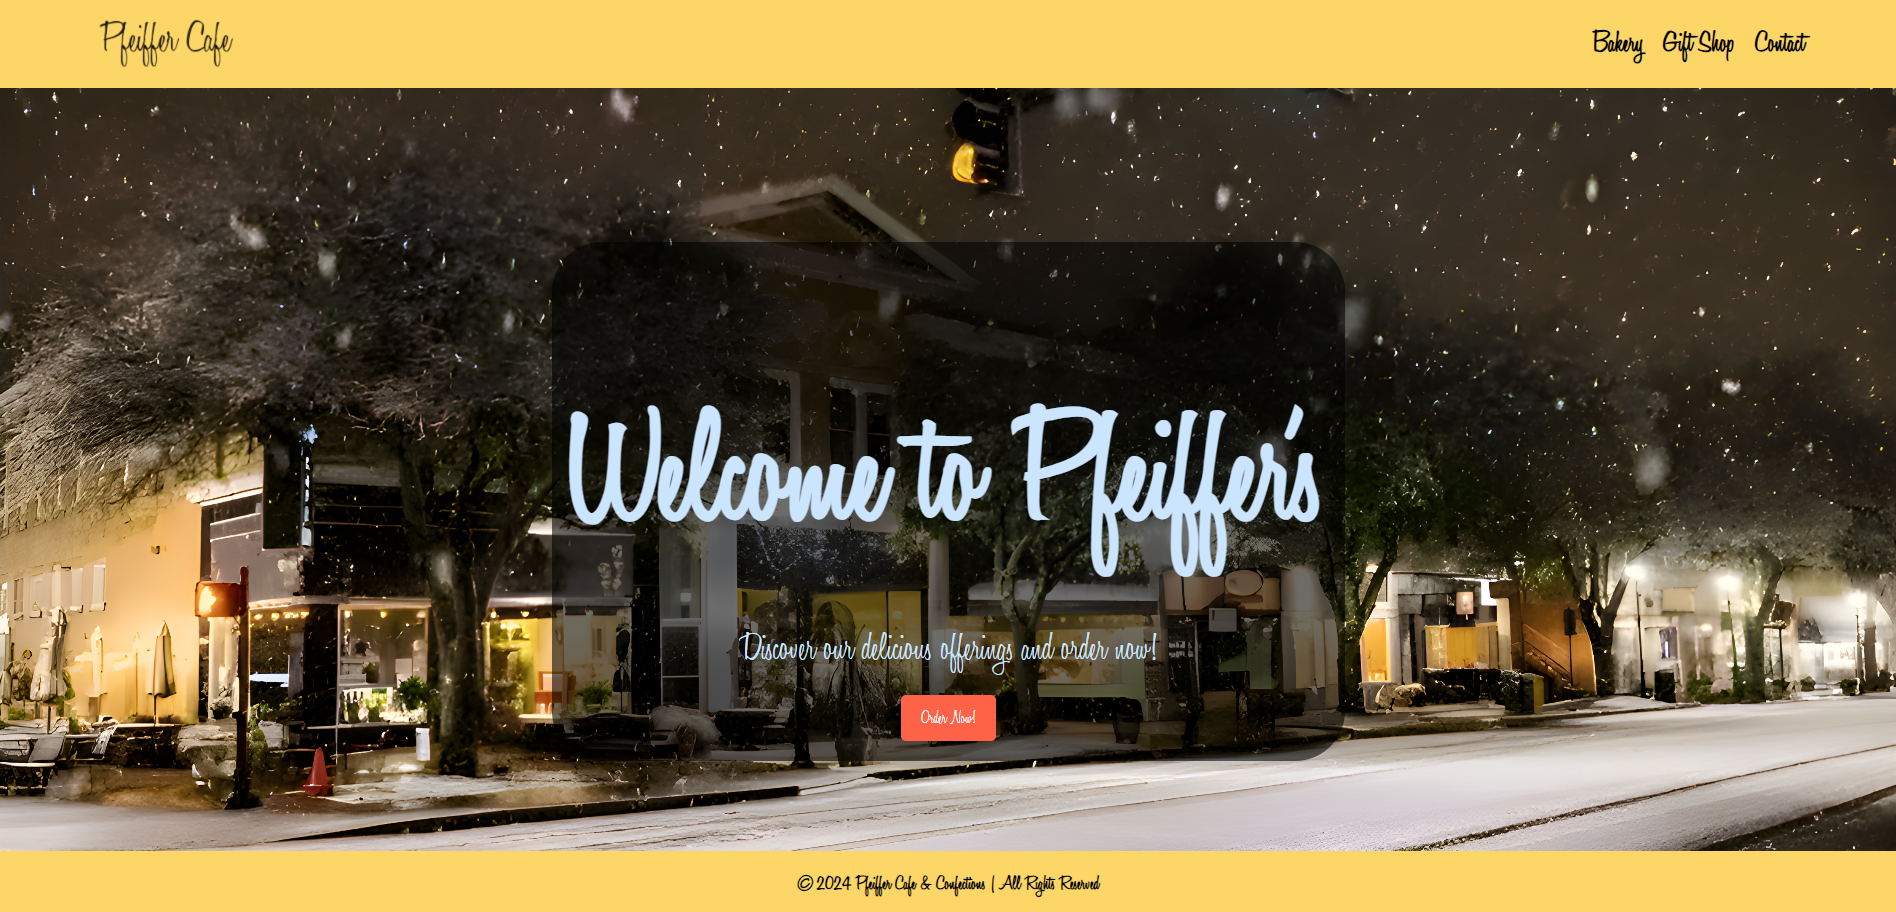 Pfeiffer Cafe
Bakery Gift Shop Contact
Welcome to Pfeiffer's
Discover our delicious offerings and order now!
Order Now!
© 2024 Pfeiffer Cafe & Confections | All Rights Reserved